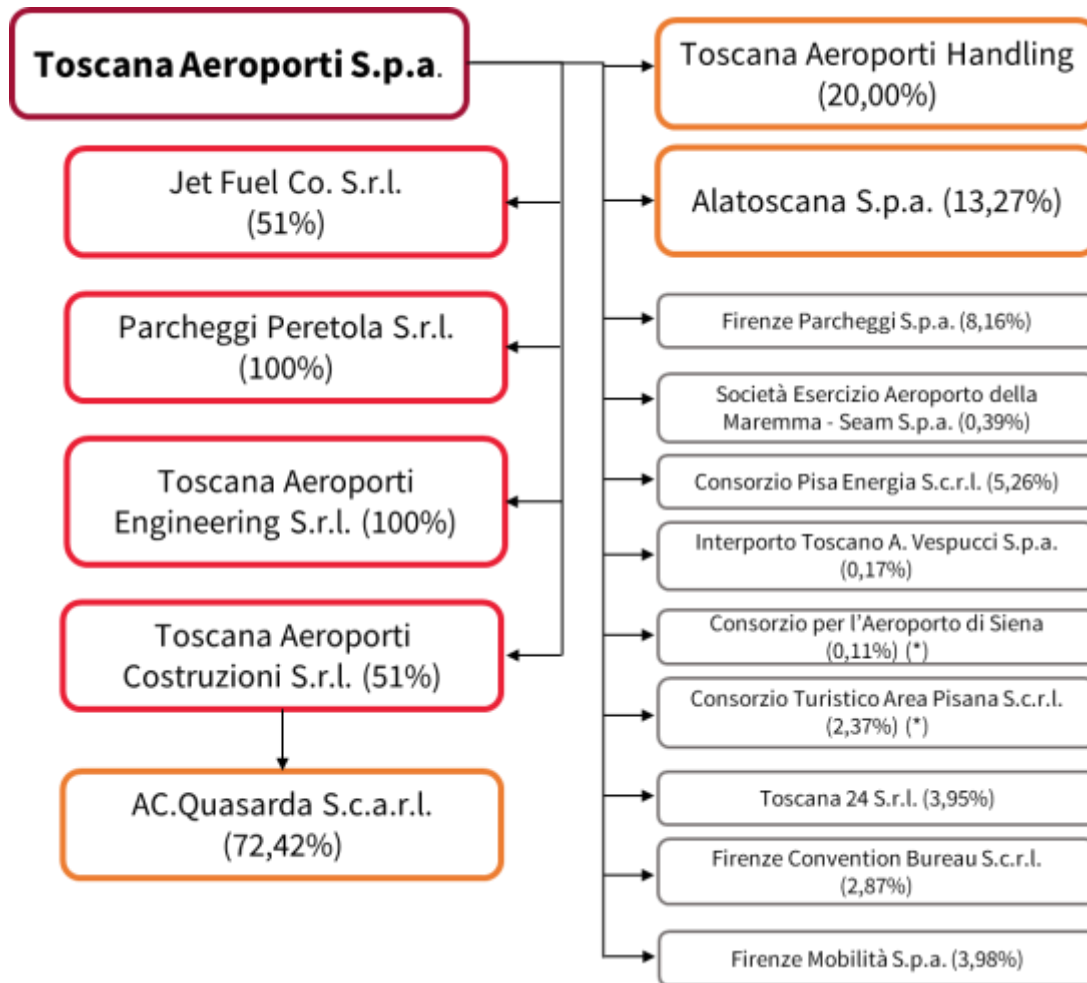 Toscana Aeroporti S.p.a.
Jet Fuel Co. S.r.l.
(51%)
Parcheggi Peretola S.r.l.
(100%)
Toscana Aeroporti
Engineering S.r.l. (100%)
Toscana Aeroporti
Costruzioni S.r.l. (51%)
AC.Quasarda S.c.a.r.l.
(72,42%)
Toscana Aeroporti Handling
(20,00%)
Alatoscana S.p.a. (13,27%)
Firenze Parcheggi S.p.a. (8,16%)
Società Esercizio Aeroporto della
Maremma - Seam S.p.a. (0,39%)
Consorzio Pisa Energia S.c.r.l. (5,26%)
Interporto Toscano A. Vespucci S.p.a.
(0,17%)
Consorzio per l’Aeroporto di Siena
(0,11%) (*)
Consorzio Turistico Area Pisana S.c.r.l.
(2,37%) (*)
Toscana 24 S.r.l. (3,95%)
Firenze Convention Bureau S.c.r.l.
(2,87%)
Firenze Mobilità S.p.a. (3,98%)